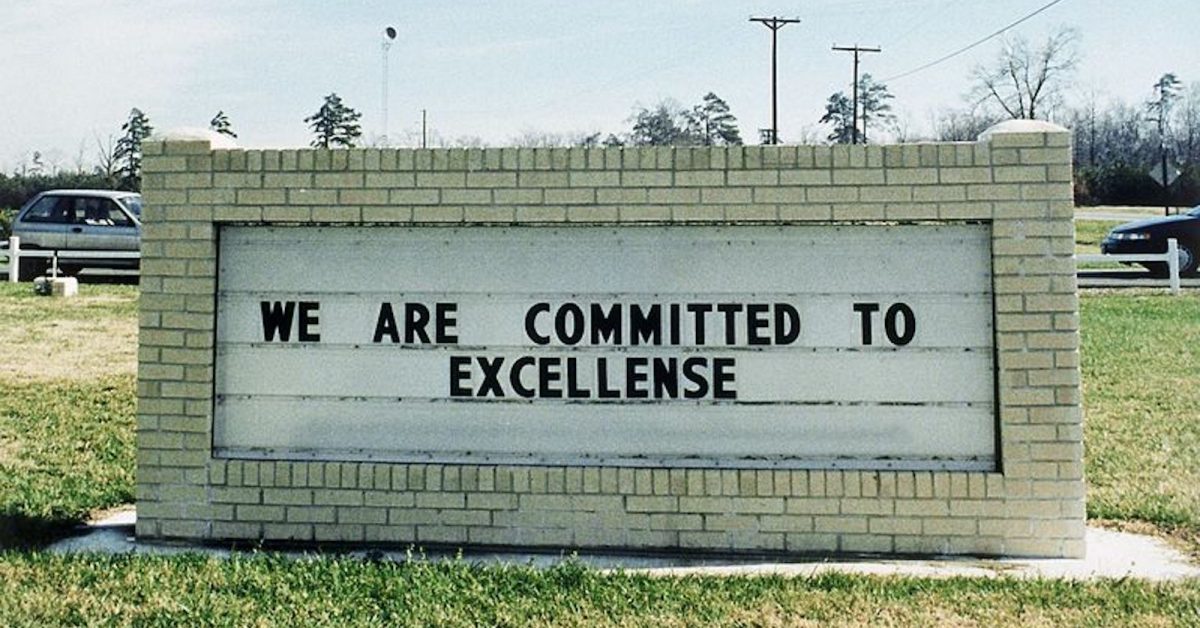 WE ARE COMMITTED TO
EXCELLENSE